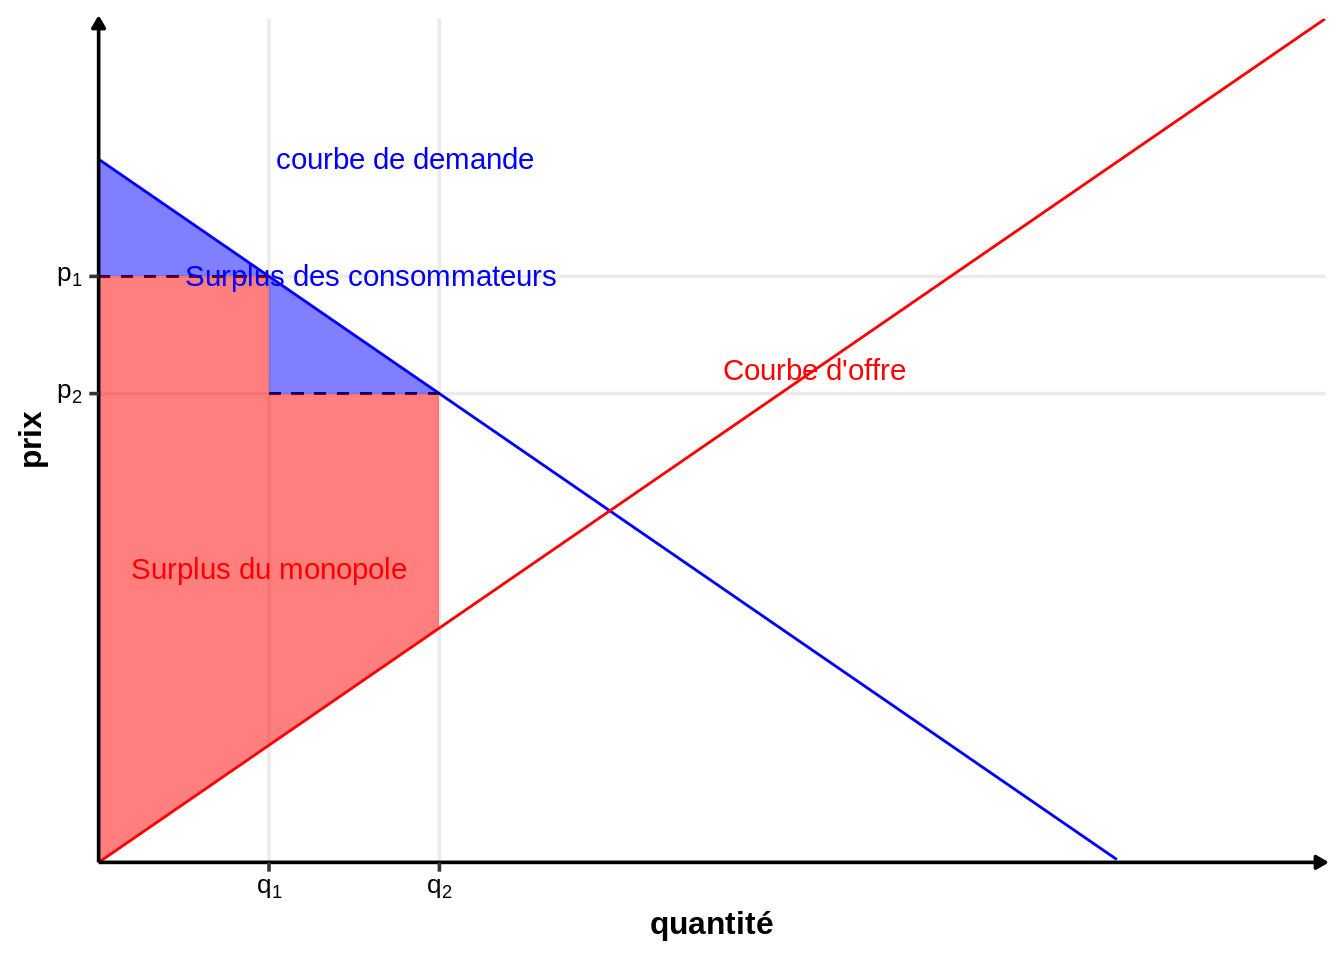 courbe de demande
p1
Surplus des consommateurs
Courbe d'offre
p2
prix
Surplus du monopole
q1
q2
quantité